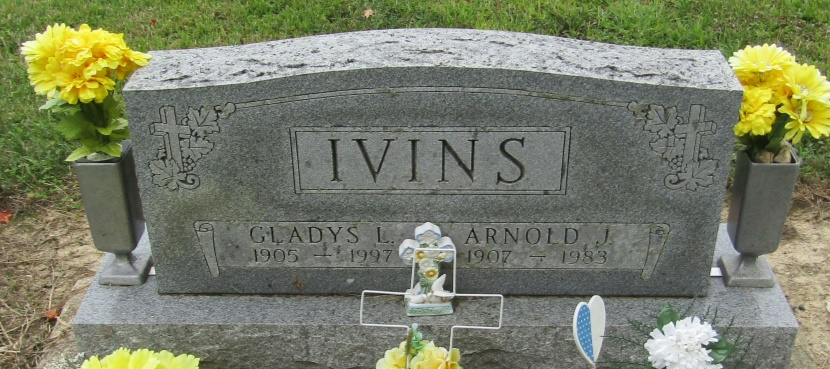 IVINS
GLADYS L. ARNOLD J.
1905 – 1997 1907 – 1983